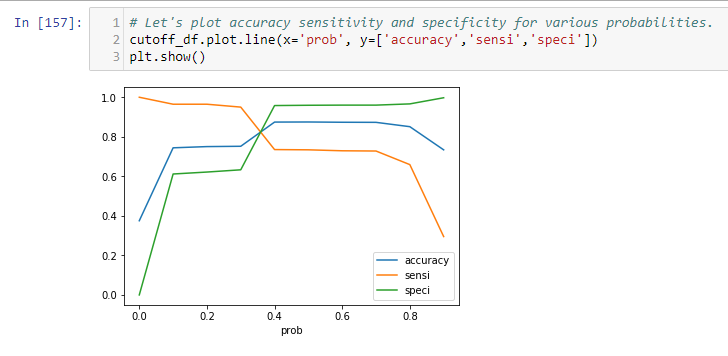 In [157]:
1 # Let's plot accuracy sensitivity and specificity for various probabilities.
2 cutoff_df.plot.line(x='prob', y=['accuracy','sensi','speci'])
3 plt.show()
1.0
0.8
0.6
0.4
0.2
0.0
accuracy
sensi
speci
0.0 0.2 0.4 0.6 0.8
prob